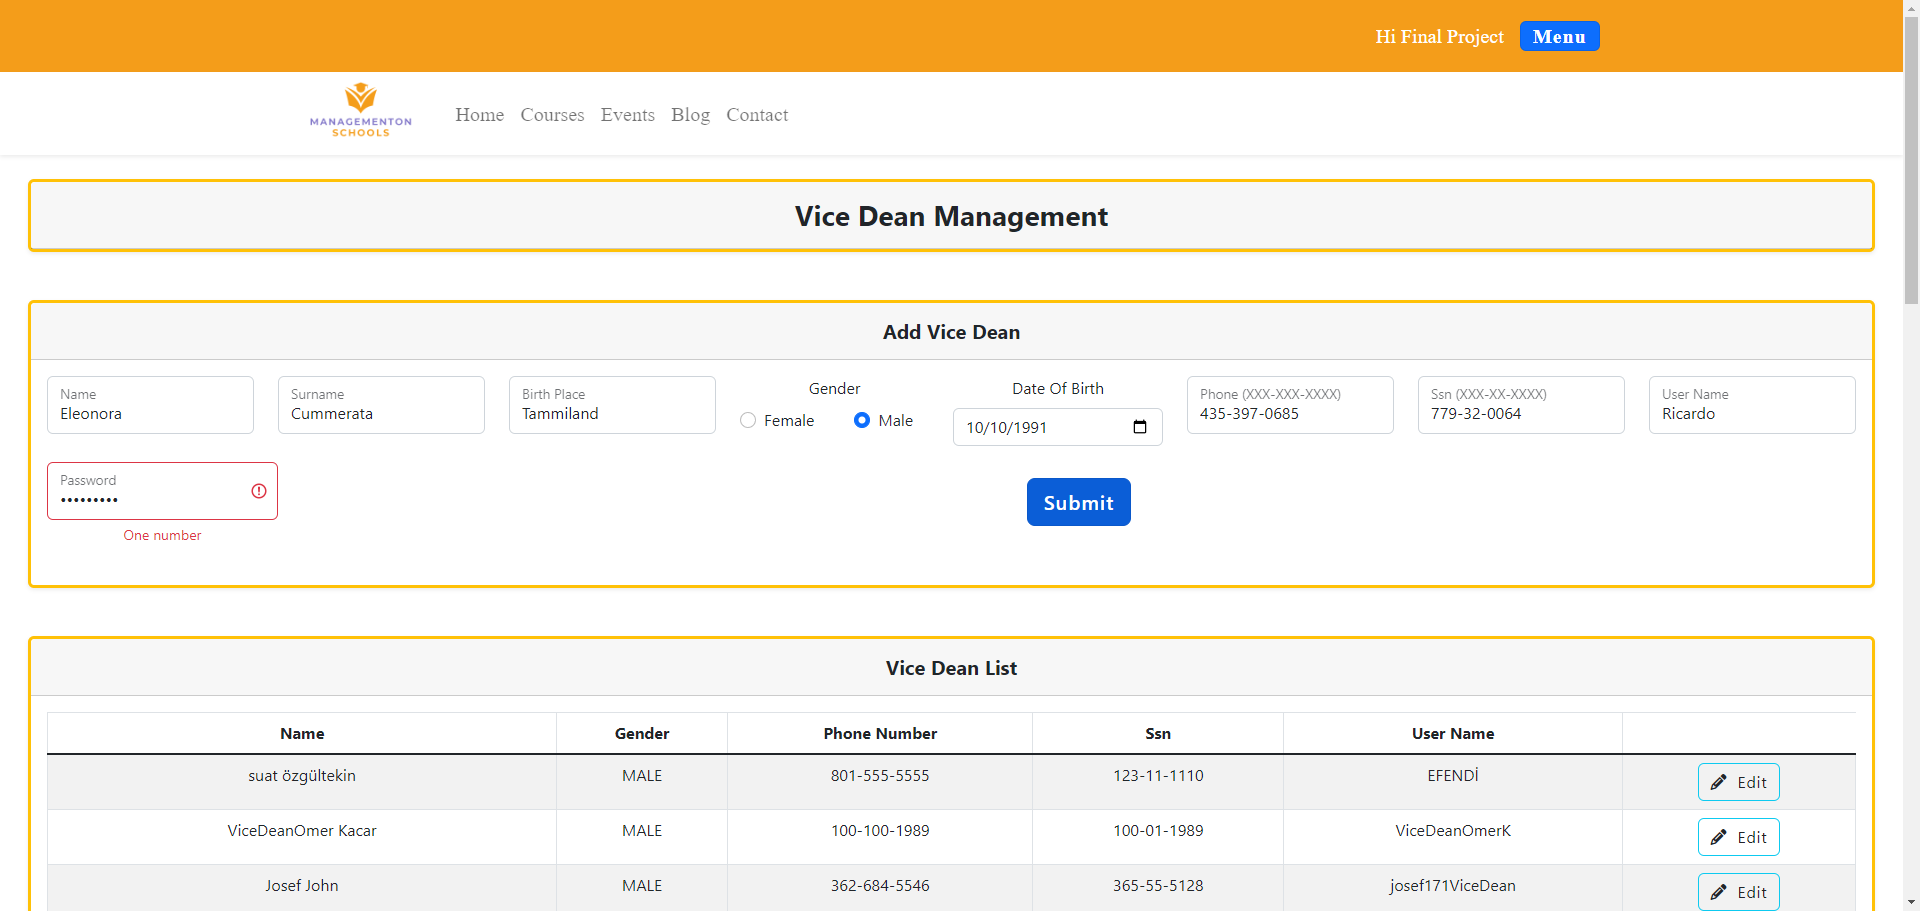 Hi Final Project Menu
MANAGEMENTON
SCHOOLS
Home Courses Events Blog Contact
Vice Dean Management
Add Vice Dean
Name
Eleonora
Surname
Cummerata
Birth Place
Tammiland
Gender
Female Male
Date Of Birth
10/10/1991
Phone (XXX-XXX-XXXX)
435-397-0685
Ssn (XXX-XX-XXXX)
779-32-0064
User Name
Ricardo
Password
•••••••••
One number
Submit
Vice Dean List
Name Gender Phone Number Ssn User Name
suat özgültekin MALE 801-555-5555 123-11-1110 EFENDİ Edit
ViceDeanOmer Kacar MALE 100-100-1989 100-01-1989 ViceDeanOmerK Edit
Josef John MALE 362-684-5546 365-55-5128 josef171ViceDean Edit